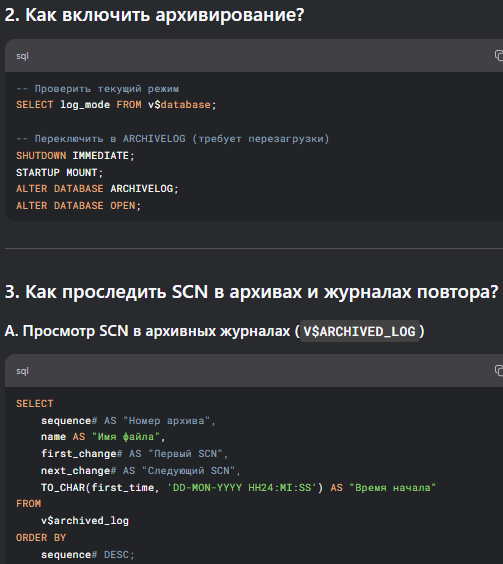 2. Как включить архивирование?
sql
-- Проверить текущий режим
SELECT log_mode FROM v$database;
-- Переключить в ARCHIVELOG (требует перезагрузки)
SHUTDOWN IMMEDIATE;
STARTUP MOUNT;
ALTER DATABASE ARCHIVELOG;
ALTER DATABASE OPEN;
3. Как проследить SCN в архивах и журналах повтора?
A. Просмотр SCN в архивных журналах (V$ARCHIVED_LOG)
sql
SELECT
    sequence# AS "Номер архива",
    name AS "Имя файла",
    first_change# AS "Первый SCN",
    next_change# AS "Следующий SCN",
    TO_CHAR(first_time, 'DD-MON-YYYY HH24:MI:SS') AS "Время начала"
FROM
    v$archived_log
ORDER BY
    sequence# DESC;